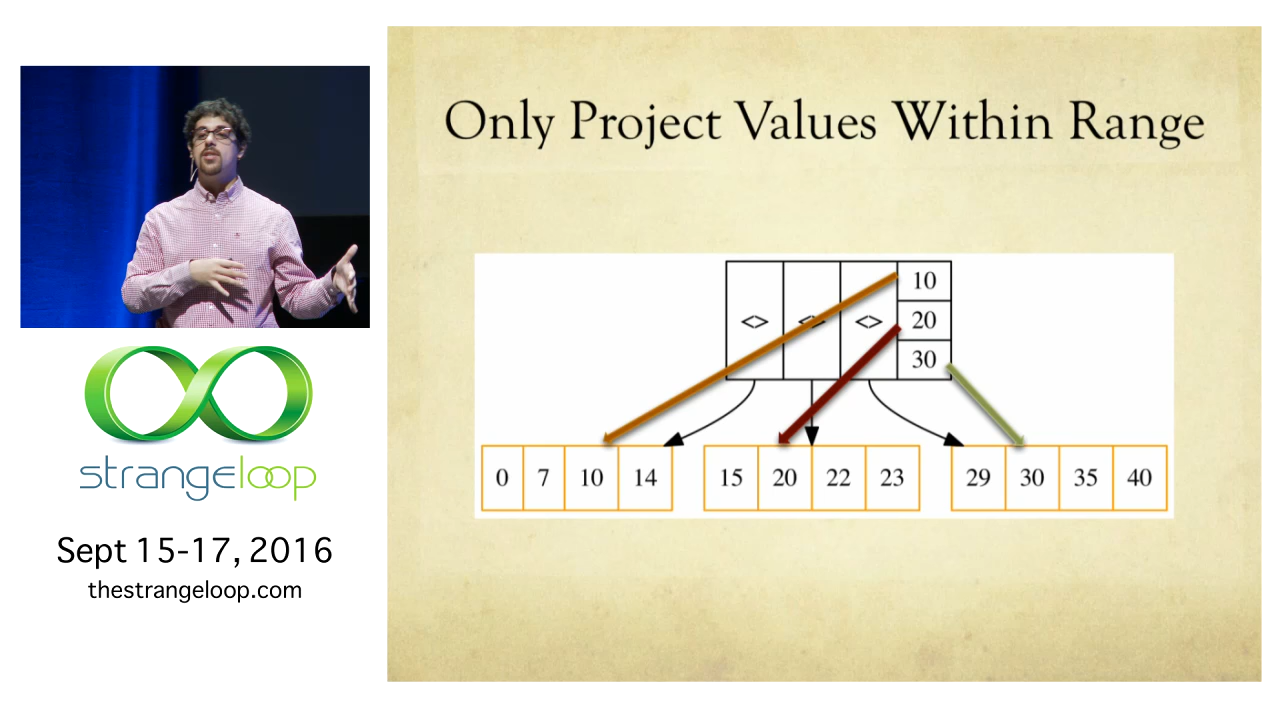 Only Project Values Within Range
10
<> <> <> 20
30
0 7 10 14 15 20 22 23 29 30 35 40
strangeloop
Sept 15-17, 2016
thestrangeloop.com